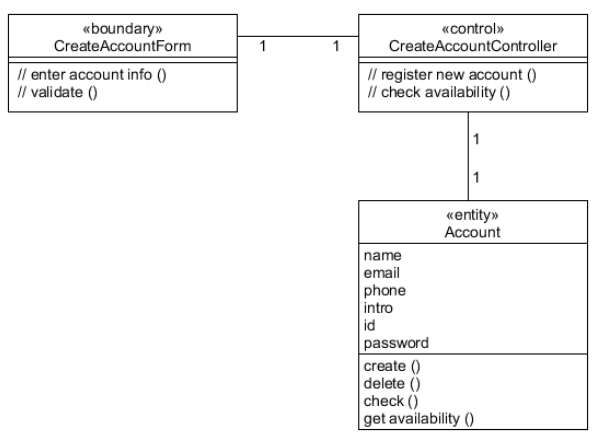 «boundary»
CreateAccountForm
// enter account info ()
// validate ()
1
1
«control»
CreateAccountController
// register new account ()
// check availability ()
1
1
«entity»
Account
name
email
phone
intro
id
password
create ()
delete ()
check ()
get availability ()